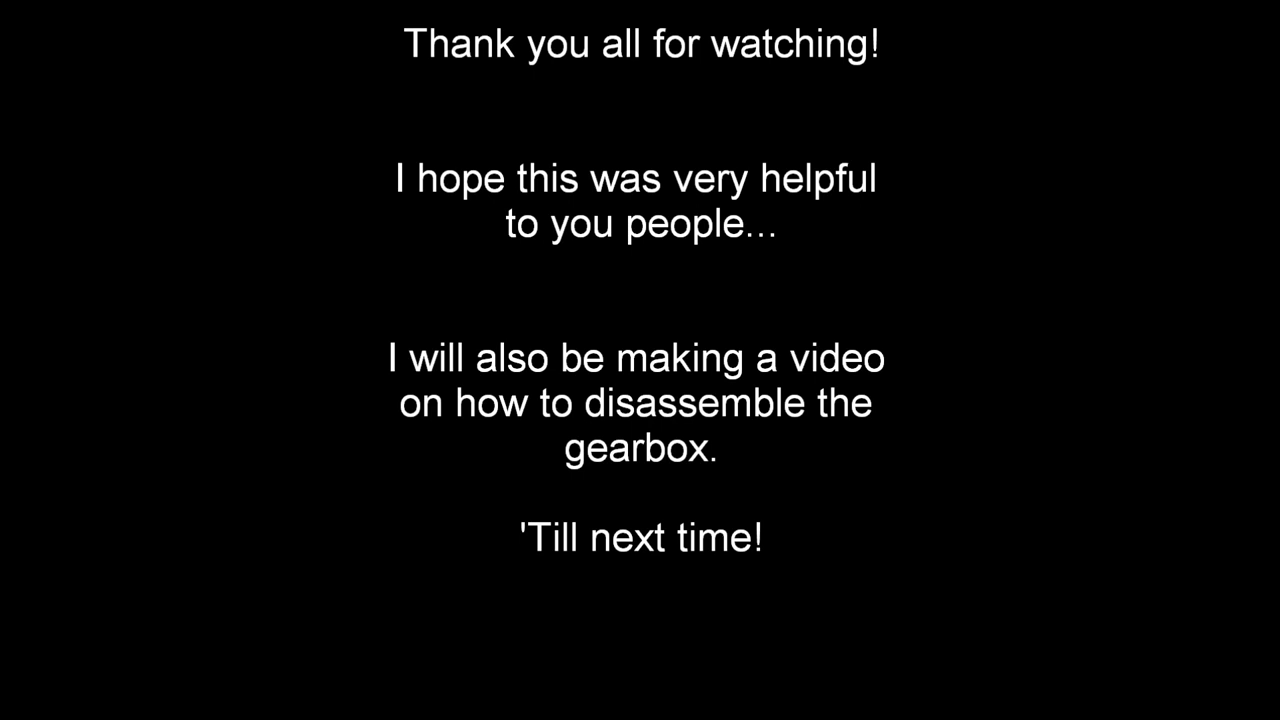 Thank you all for watching!
I hope this was very helpful
to you people...
I will also be making a video
on how to disassemble the
gearbox.
'Till next time!